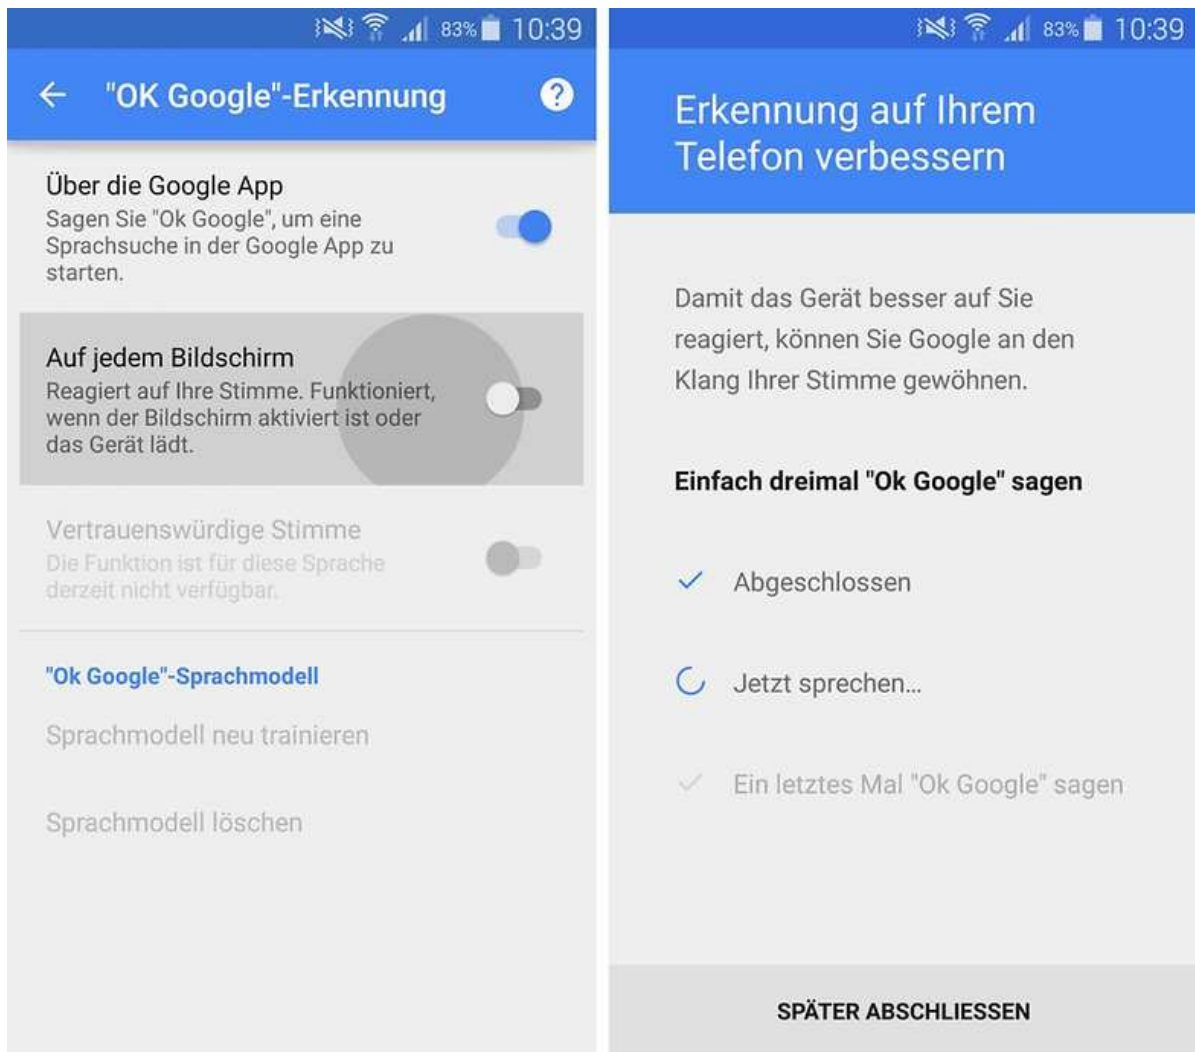 83% 10:39
"OK Google"-Erkennung ?
Über die Google App
Sagen Sie "Ok Google", um eine
Sprachsuche in der Google App zu
starten.
Auf jedem Bildschirm
Reagiert auf Ihre Stimme. Funktioniert,
wenn der Bildschirm aktiviert ist oder
das Gerät lädt.
Vertrauenswürdige Stimme
Die Funktion ist für diese Sprache
derzeit nicht verfügbar.
"Ok Google"-Sprachmodell
Sprachmodell neu trainieren
Sprachmodell löschen
83% 10:39
Erkennung auf Ihrem
Telefon verbessern
Damit das Gerät besser auf Sie
reagiert, können Sie Google an den
Klang Ihrer Stimme gewöhnen.
Einfach dreimal "Ok Google" sagen
Abgeschlossen
Jetzt sprechen...
Ein letztes Mal "Ok Google" sagen
SPÄTER ABSCHLIESSEN